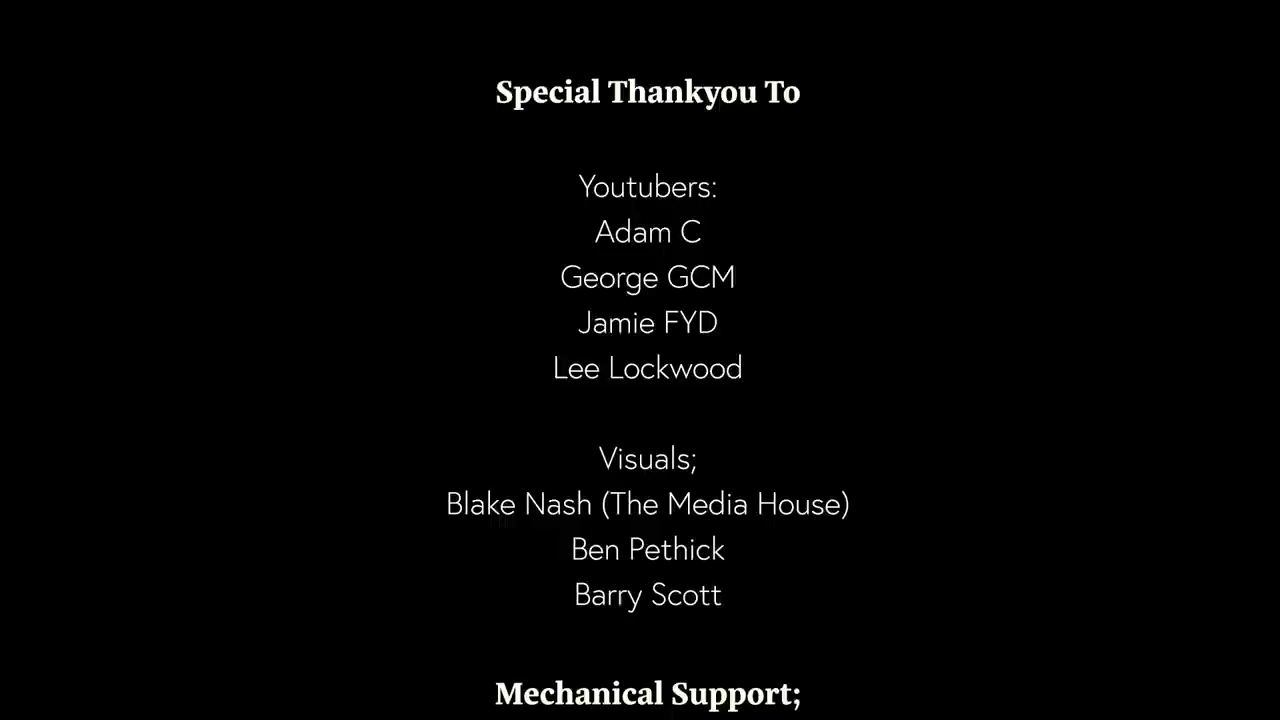 Special Thankyou To
Youtubers:
Adam C
George GCM
Jamie FYD
Lee Lockwood
Visuals;
Blake Nash (The Media House)
Ben Pethick
Barry Scott
Mechanical Support;